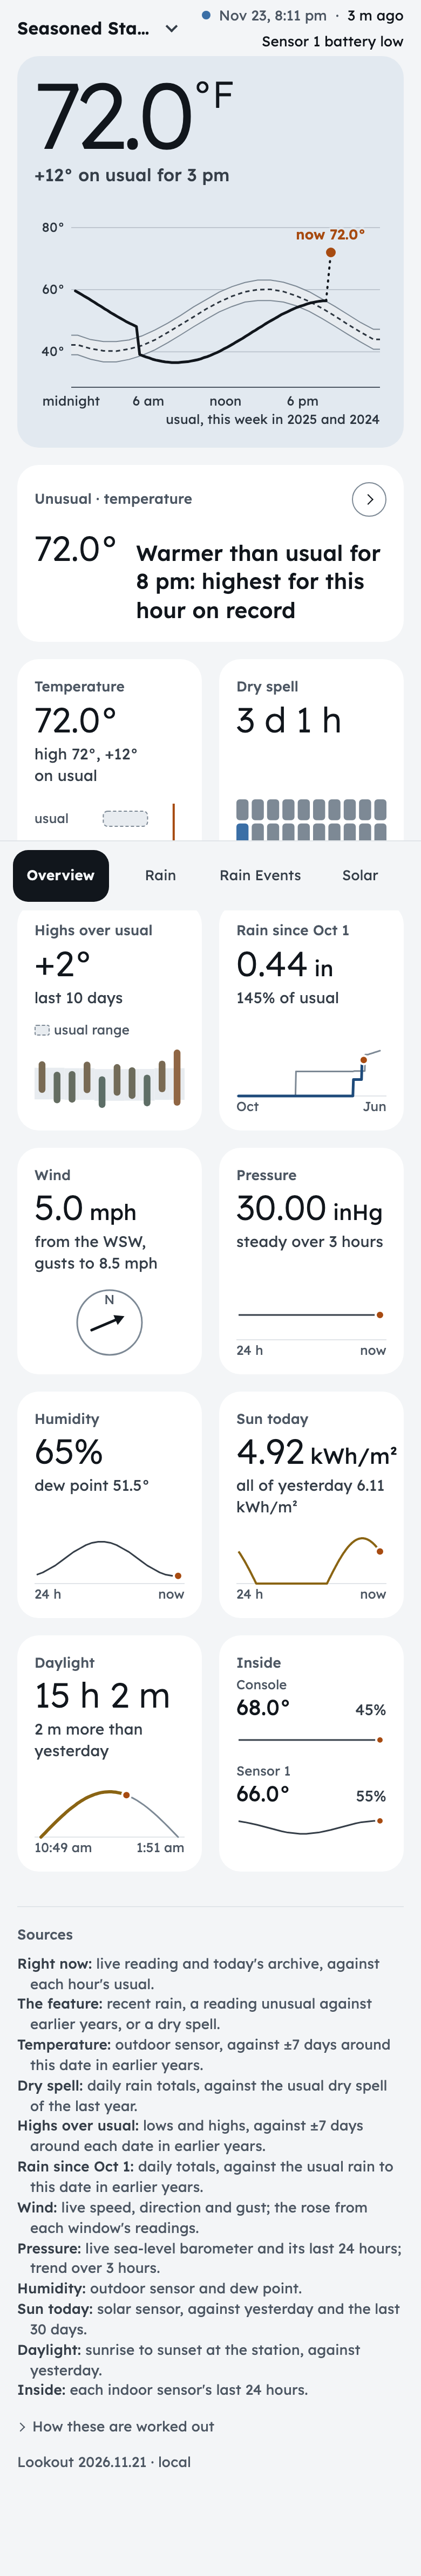 Seasoned Sta...
Nov 23, 8:11 pm · 3 m ago
Sensor 1 battery low
72.0°F
+12° on usual for 3 pm
80°
now 72.0°
60°
40°
midnight 6 am noon 6 pm
usual, this week in 2025 and 2024
Unusual · temperature
72.0°
Warmer than usual for
8 pm: highest for this
hour on record
Temperature
72.0°
high 72°, +12°
on usual
usual
Dry spell
3 d 1 h
Overview Rain Rain Events Solar
Highs over usual
+2°
last 10 days
usual range
Rain since Oct 1
0.44 in
145% of usual
Oct Jun
Wind
5.0 mph
from the WSW,
gusts to 8.5 mph
N
Pressure
30.00 inHg
steady over 3 hours
24 h now
Humidity
65%
dew point 51.5°
24 h now
Sun today
4.92 kWh/m²
all of yesterday 6.11
kWh/m²
24 h now
Daylight
15 h 2 m
2 m more than
yesterday
10:49 am 1:51 am
Inside
Console
68.0° 45%
Sensor 1
66.0° 55%
Sources
Right now: live reading and today's archive, against
each hour's usual.
The feature: recent rain, a reading unusual against
earlier years, or a dry spell.
Temperature: outdoor sensor, against ±7 days around
this date in earlier years.
Dry spell: daily rain totals, against the usual dry spell
of the last year.
Highs over usual: lows and highs, against ±7 days
around each date in earlier years.
Rain since Oct 1: daily totals, against the usual rain to
this date in earlier years.
Wind: live speed, direction and gust; the rose from
each window's readings.
Pressure: live sea-level barometer and its last 24 hours;
trend over 3 hours.
Humidity: outdoor sensor and dew point.
Sun today: solar sensor, against yesterday and the last
30 days.
Daylight: sunrise to sunset at the station, against
yesterday.
Inside: each indoor sensor's last 24 hours.
How these are worked out
Lookout 2026.11.21 · local